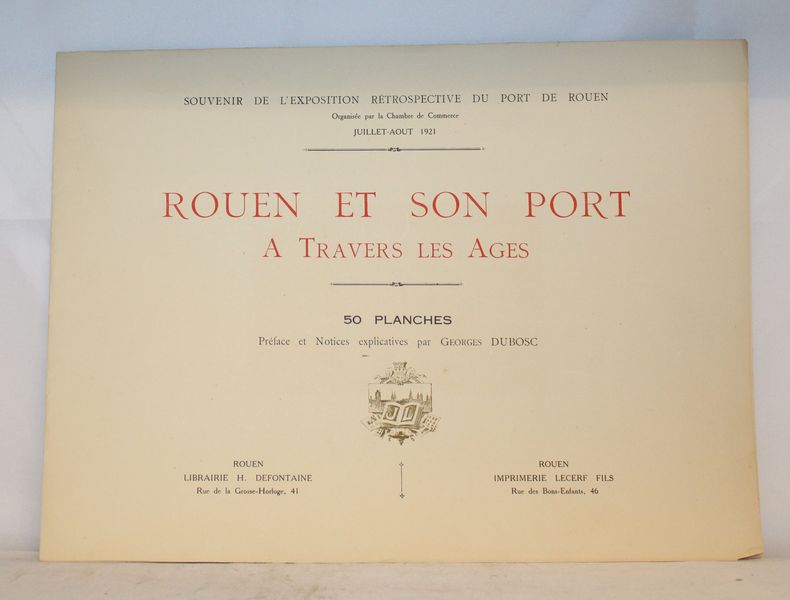 SOUVENIR DE L'EXPOSITION RÉTROSPECTIVE DU PORT DE ROUEN
Organisée par la Chambre de Commerce
JUILLET-AOUT 1921
ROUEN ET SON PORT
A TRAVERS LES AGES
50 PLANCHES
Préface et Notices explicatives par GEORGES DUBOSC
JL
ROUEN
LIBRAIRIE H. DEFONTAINE
Rue de la Grosse-Horloge, 41
ROUEN
IMPRIMERIE LECERF FILS
Rue des Bons-Enfants, 46